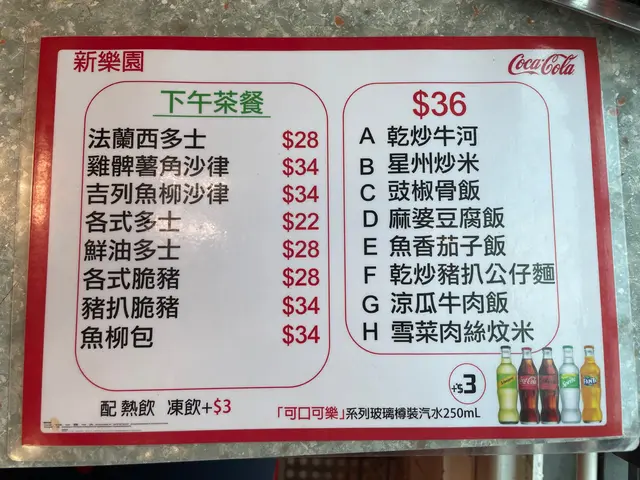 新樂園
Coca-Cola
下午茶餐
法蘭西多士 $28
雞髀薯角沙律 $34
吉列魚柳沙律 $34
各式多士 $22
鮮油多士 $28
各式脆豬 $28
豬扒脆豬 $34
魚柳包 $34
配 熱飲 凍飲+$3
$36
A 乾炒牛河
B 星州炒米
C 豉椒骨飯
D 麻婆豆腐飯
E 魚香茄子飯
F 乾炒豬扒公仔麵
G 涼瓜牛肉飯
H 雪菜肉絲炆米
+$3
「可口可樂」系列玻璃樽裝汽水250mL